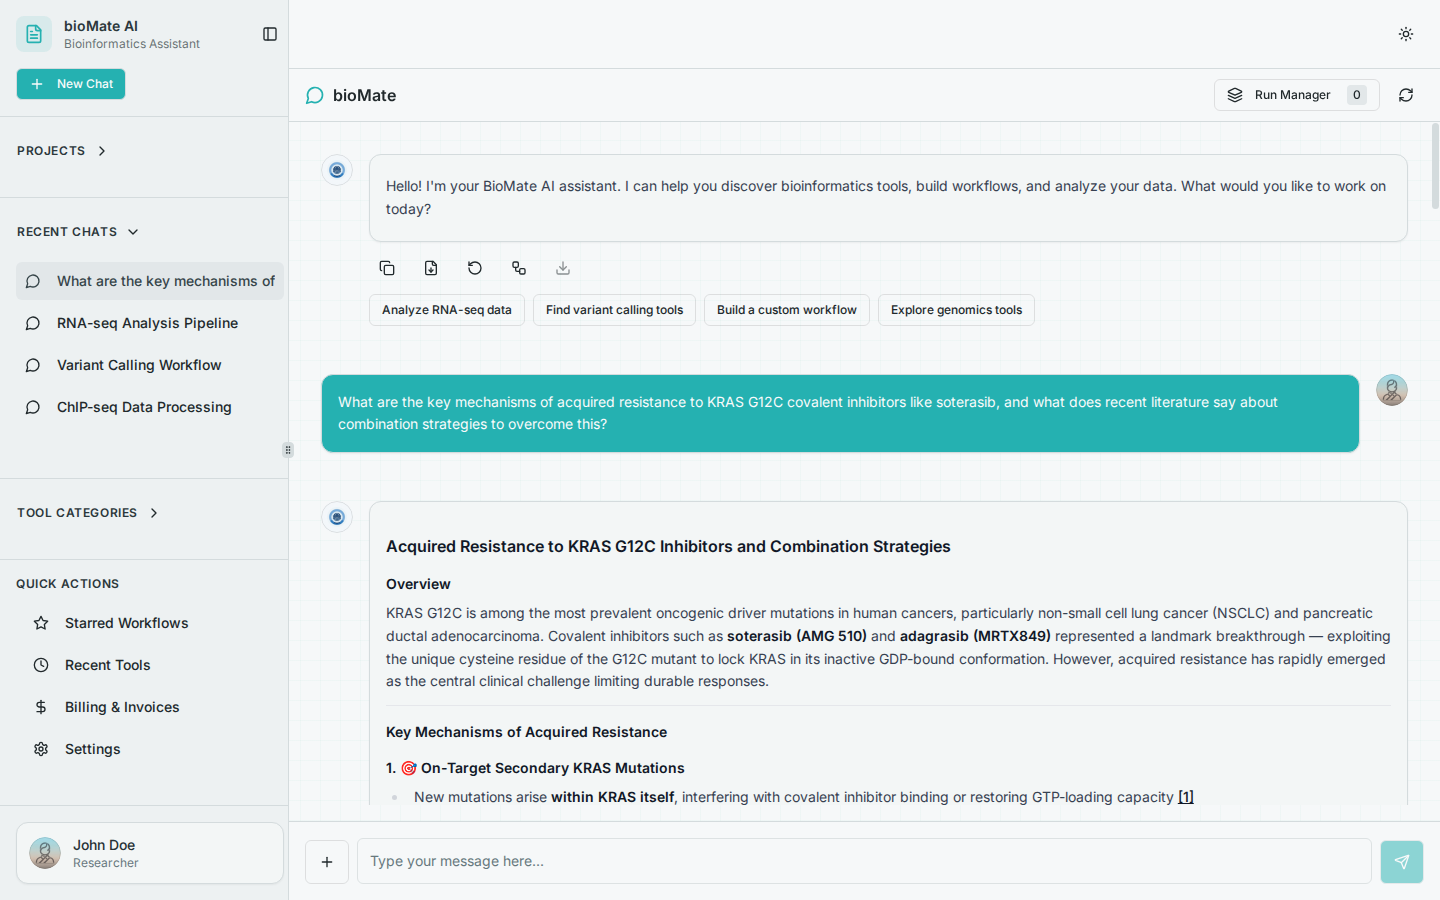 bioMate AI
Bioinformatics Assistant
New Chat
PROJECTS
RECENT CHATS
What are the key mechanisms of
RNA-seq Analysis Pipeline
Variant Calling Workflow
ChIP-seq Data Processing
TOOL CATEGORIES
QUICK ACTIONS
Starred Workflows
Recent Tools
Billing & Invoices
Settings
John Doe
Researcher
bioMate
Run Manager 0
Hello! I'm your BioMate AI assistant. I can help you discover bioinformatics tools, build workflows, and analyze your data. What would you like to work on
today?
Analyze RNA-seq data
Find variant calling tools
Build a custom workflow
Explore genomics tools
What are the key mechanisms of acquired resistance to KRAS G12C covalent inhibitors like soterasib, and what does recent literature say about
combination strategies to overcome this?
Acquired Resistance to KRAS G12C Inhibitors and Combination Strategies
Overview
KRAS G12C is among the most prevalent oncogenic driver mutations in human cancers, particularly non-small cell lung cancer (NSCLC) and pancreatic
ductal adenocarcinoma. Covalent inhibitors such as soterasib (AMG 510) and adagrasib (MRTX849) represented a landmark breakthrough — exploiting
the unique cysteine residue of the G12C mutant to lock KRAS in its inactive GDP-bound conformation. However, acquired resistance has rapidly emerged
as the central clinical challenge limiting durable responses.
Key Mechanisms of Acquired Resistance
1. 🎯 On-Target Secondary KRAS Mutations
New mutations arise within KRAS itself, interfering with covalent inhibitor binding or restoring GTP-loading capacity [1]
Type your message here...